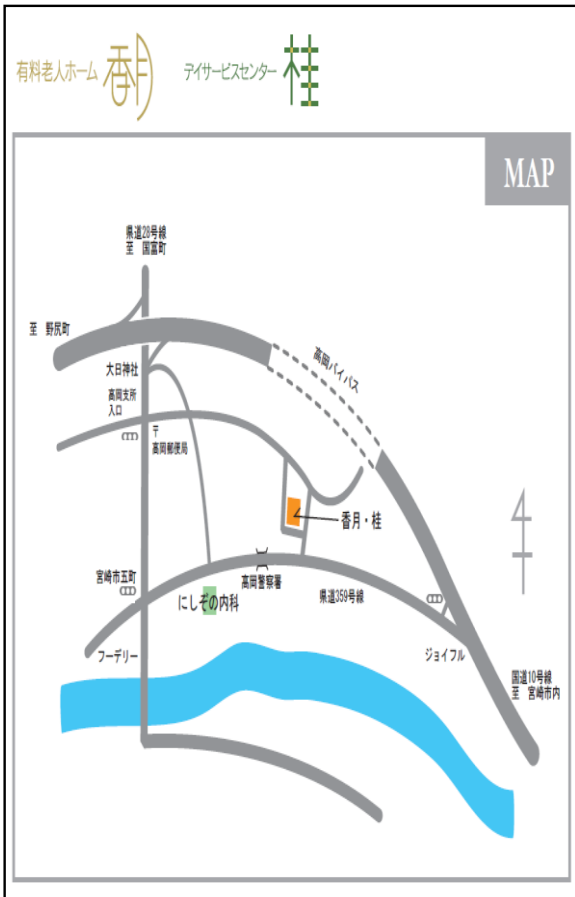 有料老人ホーム 香月 デイサービスセンター 桂
MAP
県道28号線
至 国富町
至 野尻町
高岡バイパス
大日神社
高岡支所
入口
〒
高岡郵便局
香月・桂
宮崎市五町
高岡警察署
県道359号線
にしぞの内科
フーデリー
ジョイフル
国道10号線
至 宮崎市内